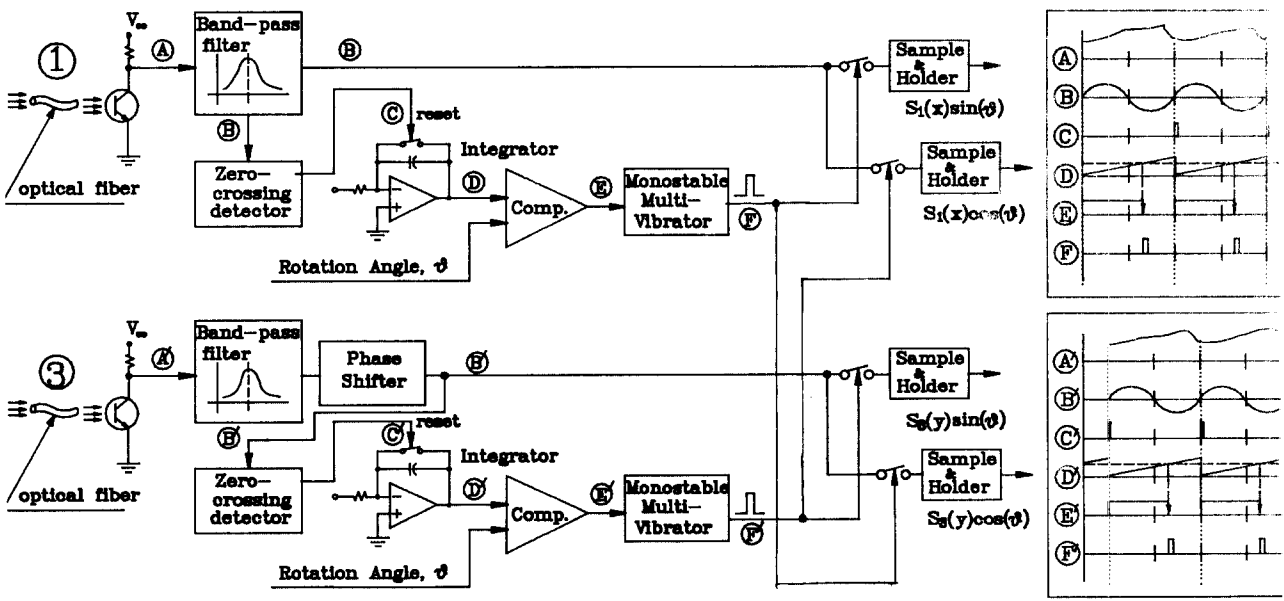 V∞
①
Ⓐ
Band-pass
filter
Ⓑ
Ⓑ
Ⓒ
reset
optical fiber
Zero-
crossing
detector
Integrator
Ⓓ
Comp.
Ⓔ
Monostable
Multi-
Vibrator
Ⓕ
Rotation Angle, ϑ
Sample
&
Holder
S₁(x)sin(ϑ)
Sample
&
Holder
S₁(x)cos(ϑ)
Ⓐ
Ⓑ
Ⓒ
Ⓓ
Ⓔ
Ⓕ
V∞
③
Ⓐ′
Band-pass
filter
Phase
Shifter
Ⓑ′
Ⓑ′
Ⓒ′
reset
optical fiber
Zero-
crossing
detector
Integrator
Ⓓ′
Comp.
Ⓔ′
Monostable
Multi-
Vibrator
Ⓕ′
Rotation Angle, ϑ
Sample
&
Holder
S₃(y)sin(ϑ)
Sample
&
Holder
S₃(y)cos(ϑ)
Ⓐ′
Ⓑ′
Ⓒ′
Ⓓ′
Ⓔ′
Ⓕ′